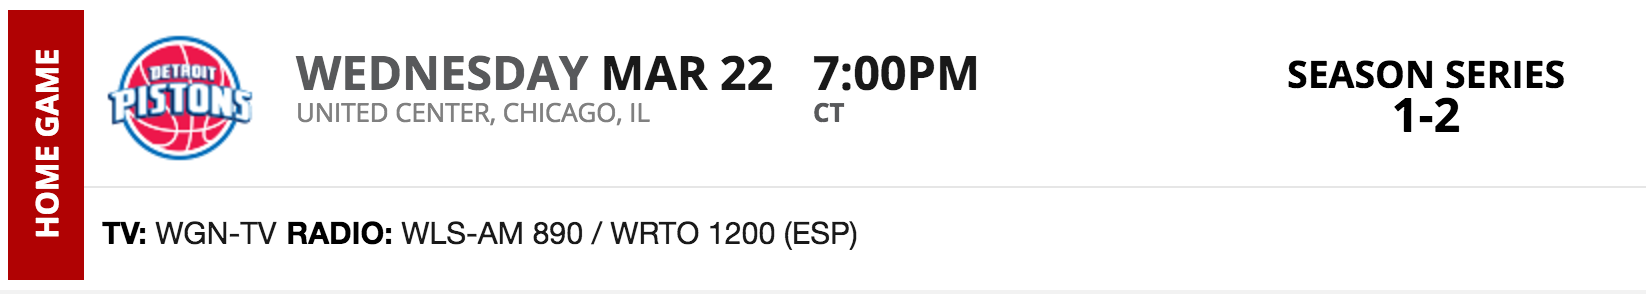 HOME GAME
DETROIT
PISTONS
WEDNESDAY MAR 22 7:00PM
UNITED CENTER, CHICAGO, IL CT
SEASON SERIES
1-2
TV: WGN-TV RADIO: WLS-AM 890 / WRTO 1200 (ESP)